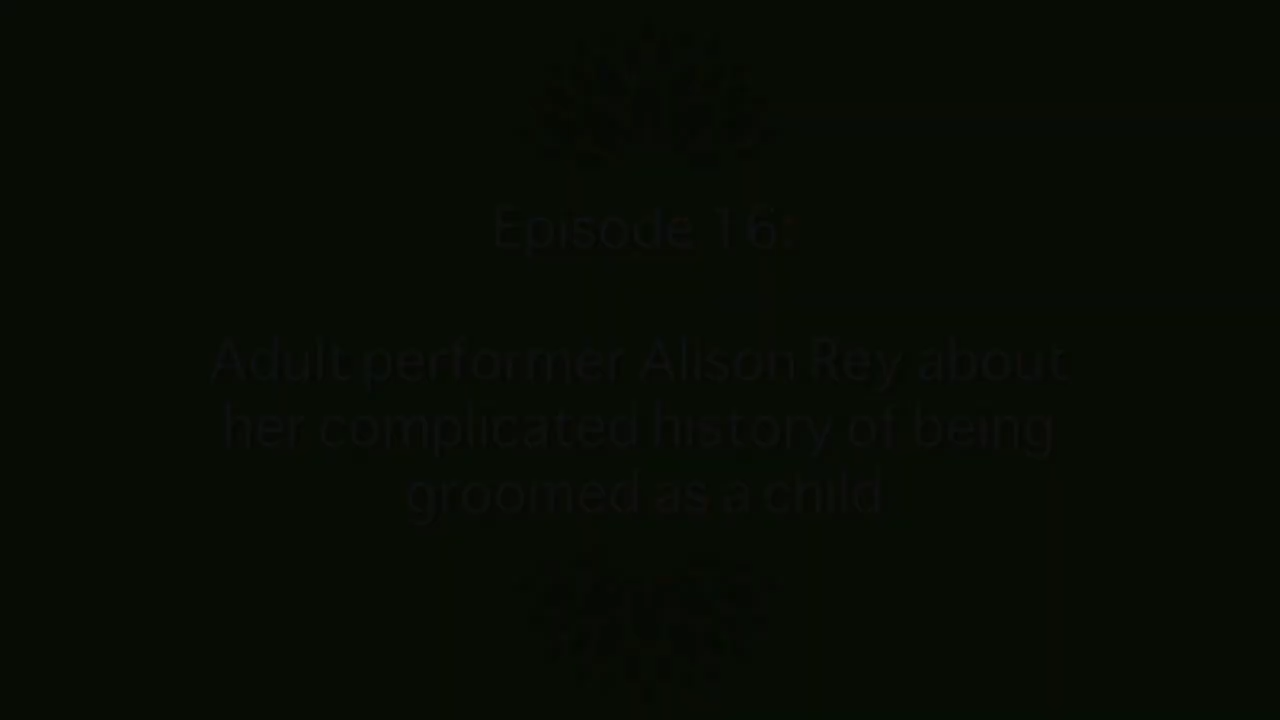 Episode 16:
Adult performer Alison Rey about
her complicated history of being
groomed as a child